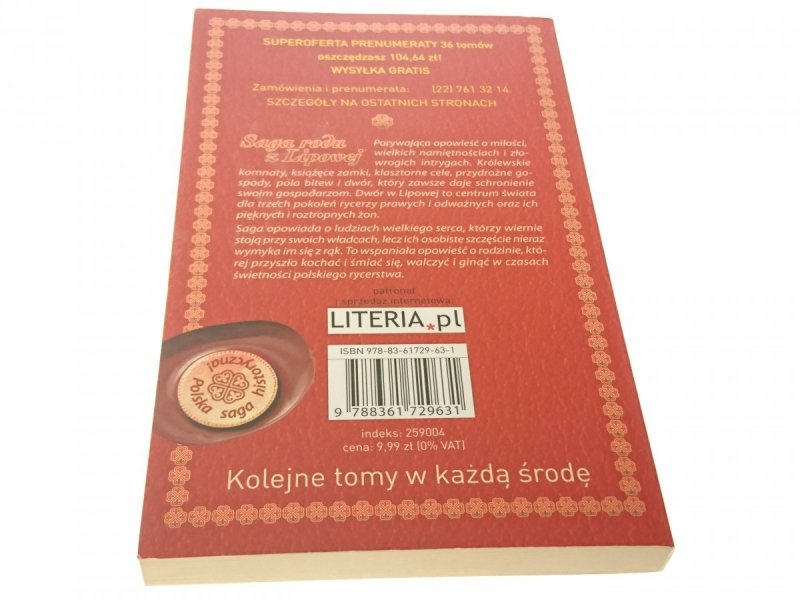 SUPEROFERTA PRENUMERATY 36 tomów
oszczędzasz 104,64 zł!
WYSYŁKA GRATIS
Zamówienia i prenumerata: (22) 761 32 14
SZCZEGÓŁY NA OSTATNICH STRONACH
Saga rodu
z Lipowej
Porywająca opowieść o miłości,
wielkich namiętnościach i zło-
wrogich intrygach. Królewskie
komnaty, książęce zamki, klasztorne cele, przydrożne go-
spody, pola bitew i dwór, który zawsze daje schronienie
swoim gospodarzom. Dwór w Lipowej to centrum świata
dla trzech pokoleń rycerzy prawych i odważnych oraz ich
pięknych i roztropnych żon.
Saga opowiada o ludziach wielkiego serca, którzy wiernie
stoją przy swoich władcach, lecz ich osobiste szczęście nieraz
wymyka im się z rąk. To wspaniała opowieść o rodzinie, któ-
rej przyszło kochać i śmiać się, walczyć i ginąć w czasach
świetności polskiego rycerstwa.
patronat
i sprzedaż internetowa:
LITERIA*pl
ISBN 978-83-61729-63-1
9 788361 729631
Polska saga
historyczna!
indeks: 259004
cena: 9,99 zł (0% VAT)
Kolejne tomy w każdą środę